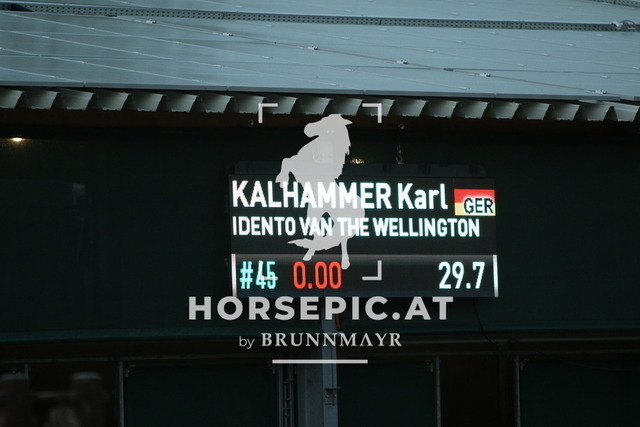 KALHAMMER Karl GER
IDENTO VAN THE WELLINGTON
#45 0.00 29.7
HORSEPIC.AT
by BRUNNMAYR